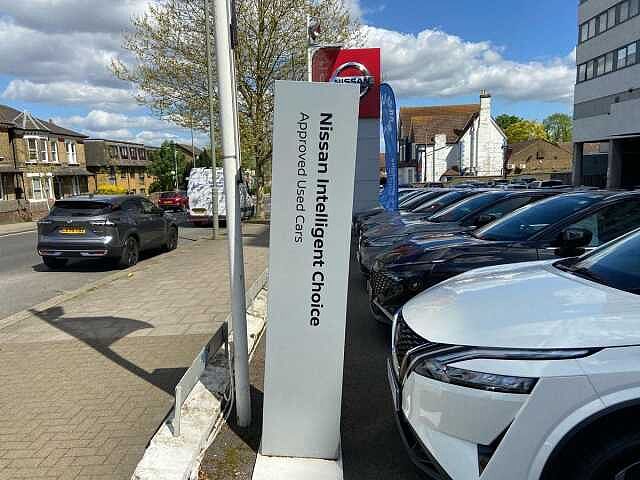 NISSAN
Nissan Intelligent Choice
Approved Used Cars